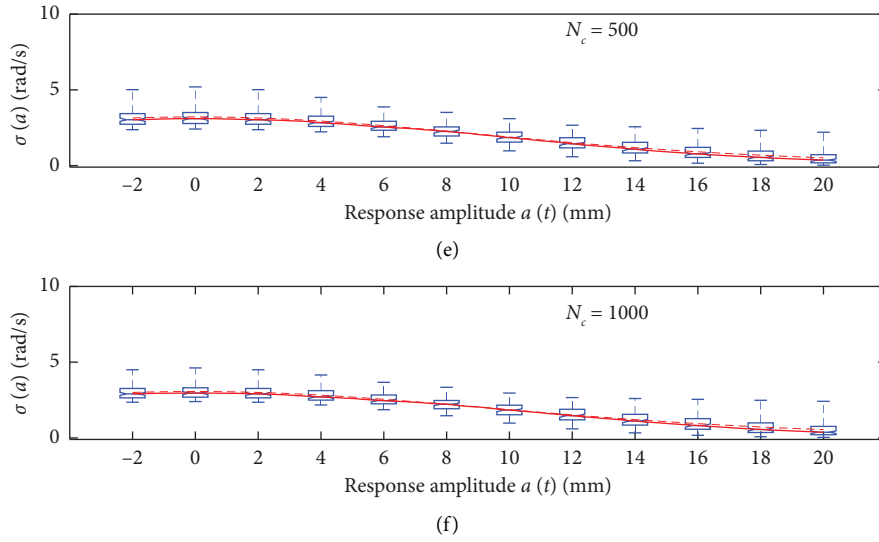 10
N_c = 500
5
σ (a) (rad/s)
0
−2 0 2 4 6 8 10 12 14 16 18 20
Response amplitude a (t) (mm)
(e)
10
N_c = 1000
5
σ (a) (rad/s)
0
−2 0 2 4 6 8 10 12 14 16 18 20
Response amplitude a (t) (mm)
(f)